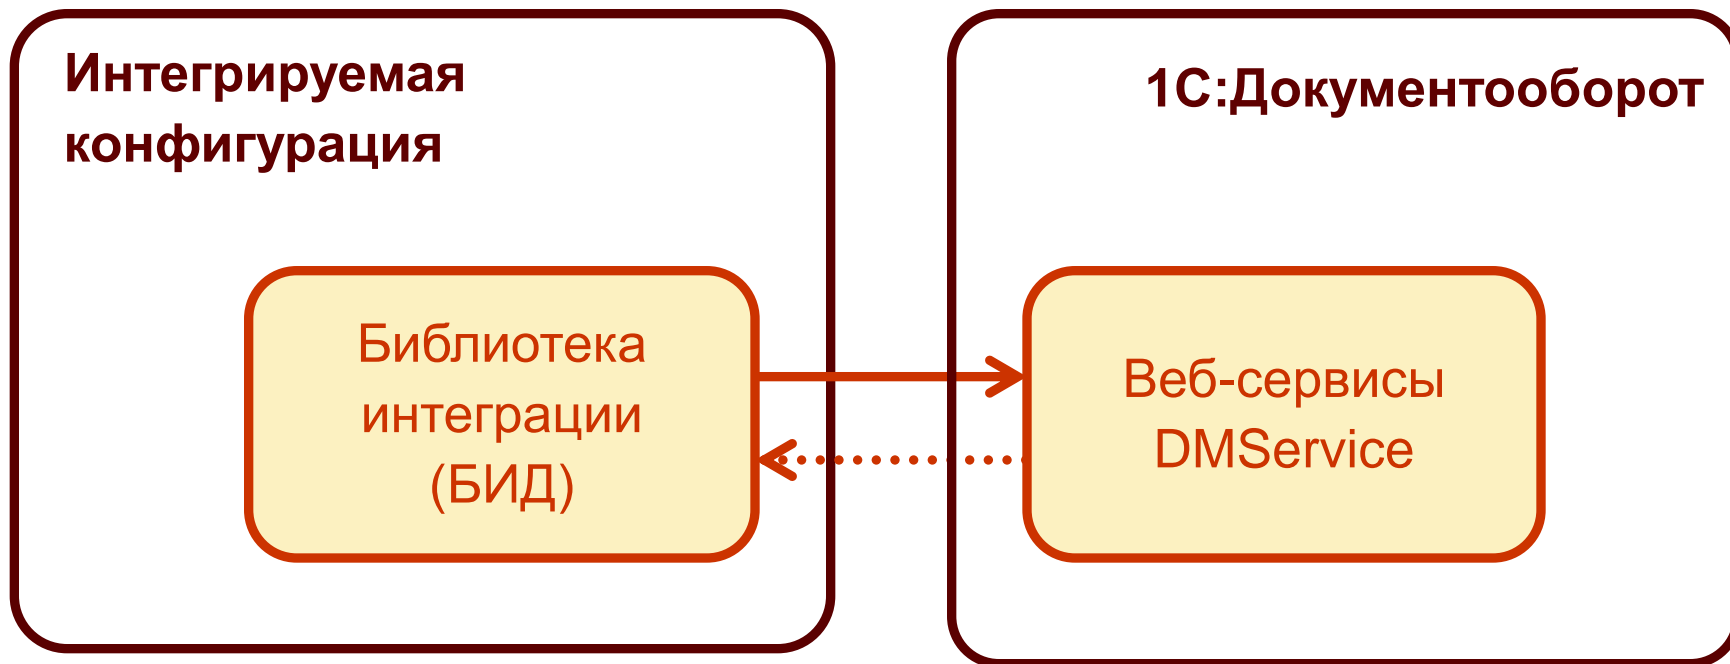 Интегрируемая
конфигурация
1С:Документооборот
Библиотека
интеграции
(БИД)
Веб-сервисы
DMService